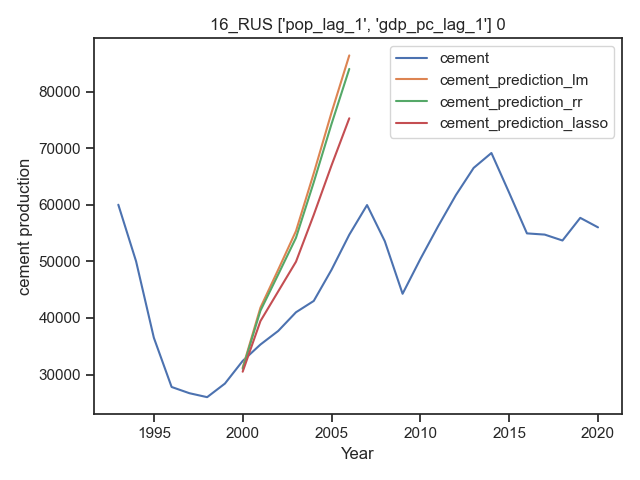 16_RUS ['pop_lag_1', 'gdp_pc_lag_1'] 0
cement
cement_prediction_lm
cement_prediction_rr
cement_prediction_lasso
cement production
80000
70000
60000
50000
40000
30000
1995 2000 2005 2010 2015 2020
Year